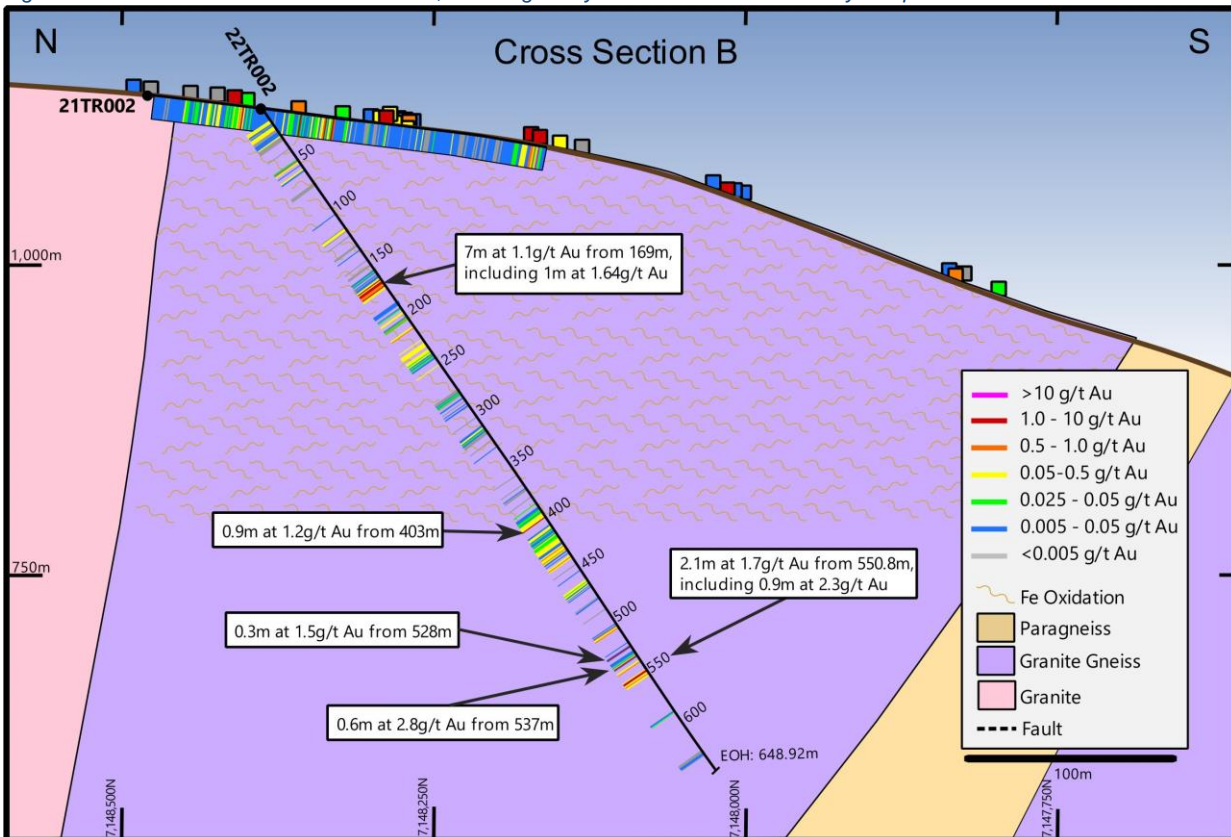 N
Cross Section B
S
22TR002
21TR002
50
100
150
200
250
300
350
400
450
500
550
600
1,000m
750m
7m at 1.1g/t Au from 169m,
including 1m at 1.64g/t Au
0.9m at 1.2g/t Au from 403m
2.1m at 1.7g/t Au from 550.8m,
including 0.9m at 2.3g/t Au
0.3m at 1.5g/t Au from 528m
0.6m at 2.8g/t Au from 537m
EOH: 648.92m
>10 g/t Au
1.0 - 10 g/t Au
0.5 - 1.0 g/t Au
0.05-0.5 g/t Au
0.025 - 0.05 g/t Au
0.005 - 0.05 g/t Au
<0.005 g/t Au
Fe Oxidation
Paragneiss
Granite Gneiss
Granite
Fault
100m
7,148,500N
7,148,250N
7,148,000N
7,147,750N